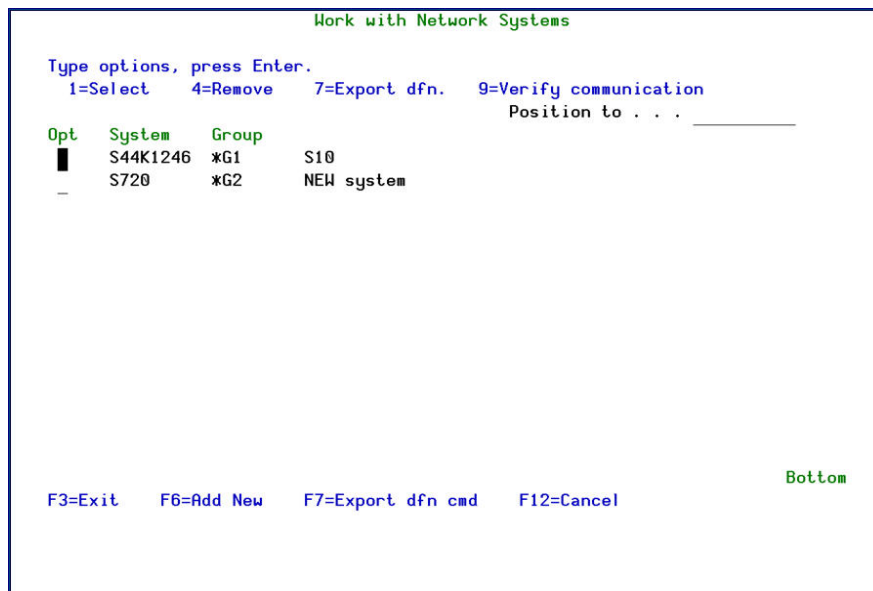 Work with Network Systems
Type options, press Enter.
1=Select 4=Remove 7=Export dfn. 9=Verify communication
Position to . . .
Opt System Group
S44K1246 *G1 S10
S720 *G2 NEW system
Bottom
F3=Exit F6=Add New F7=Export dfn cmd F12=Cancel